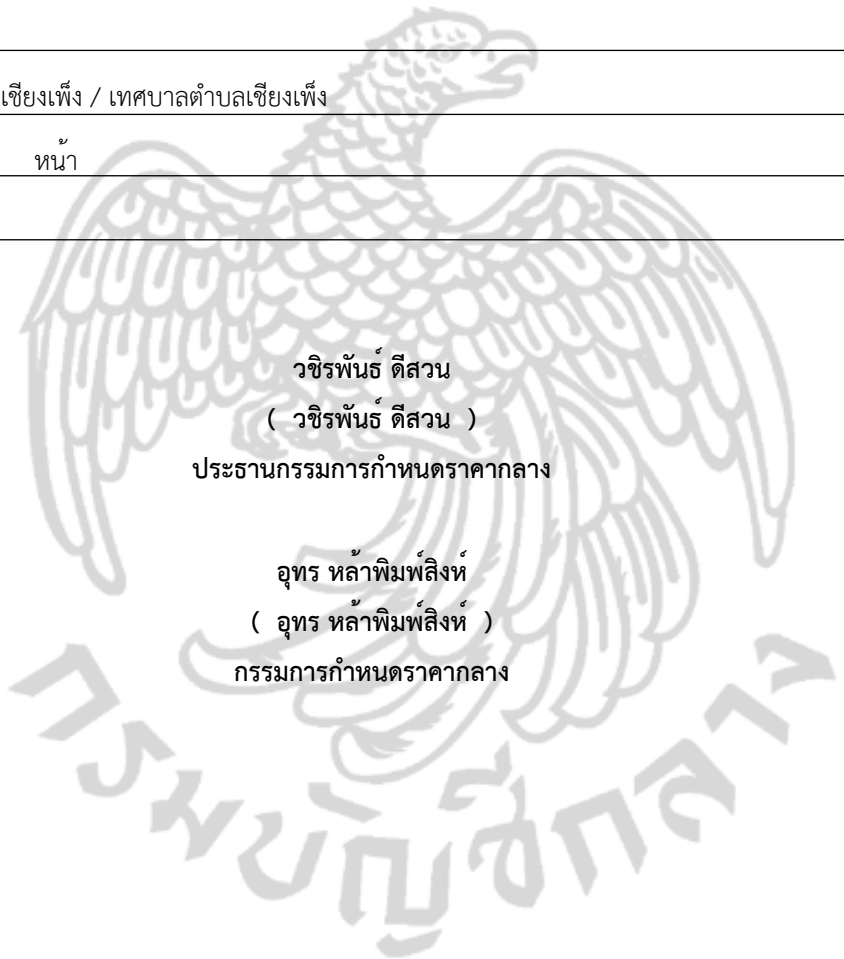 เชียงเพ็ง / เทศบาลตำบลเชียงเพ็ง
หน้า
วชิรพันธ์ ดีสวน
( วชิรพันธ์ ดีสวน )
ประธานกรรมการกำหนดราคากลาง
อุทร หล้าพิมพ์สิงห์
( อุทร หล้าพิมพ์สิงห์ )
กรรมการกำหนดราคากลาง
กรมบัญชีกลาง